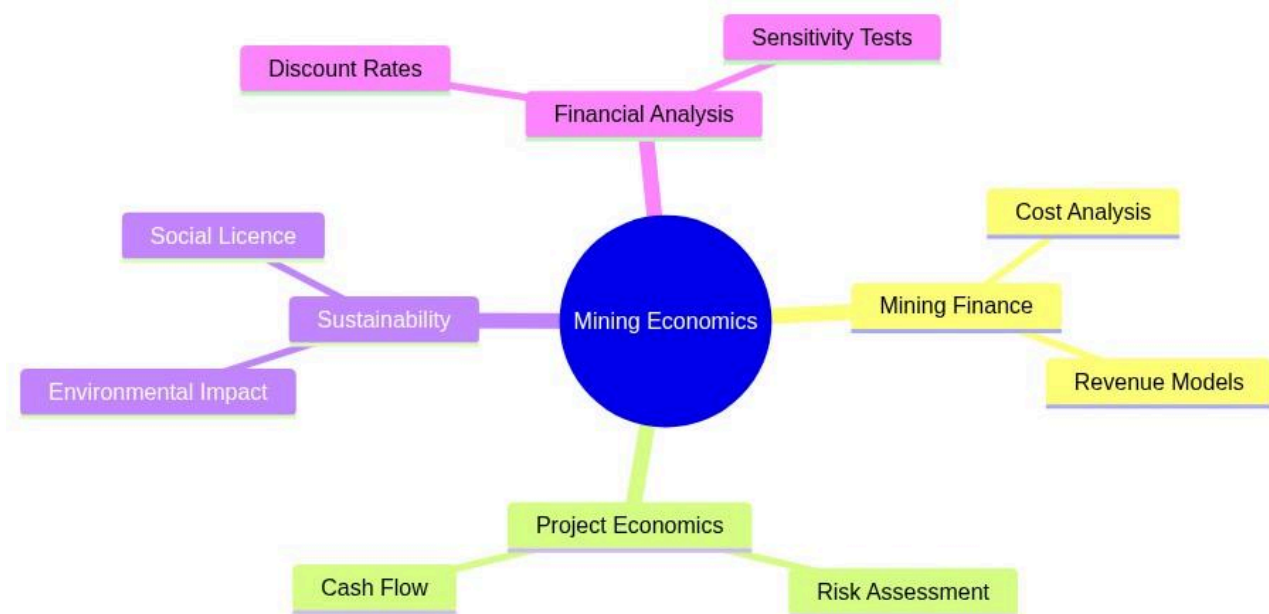 Sensitivity Tests
Discount Rates
Financial Analysis
Cost Analysis
Social Licence
Mining Finance
Sustainability
Mining Economics
Revenue Models
Environmental Impact
Project Economics
Cash Flow
Risk Assessment